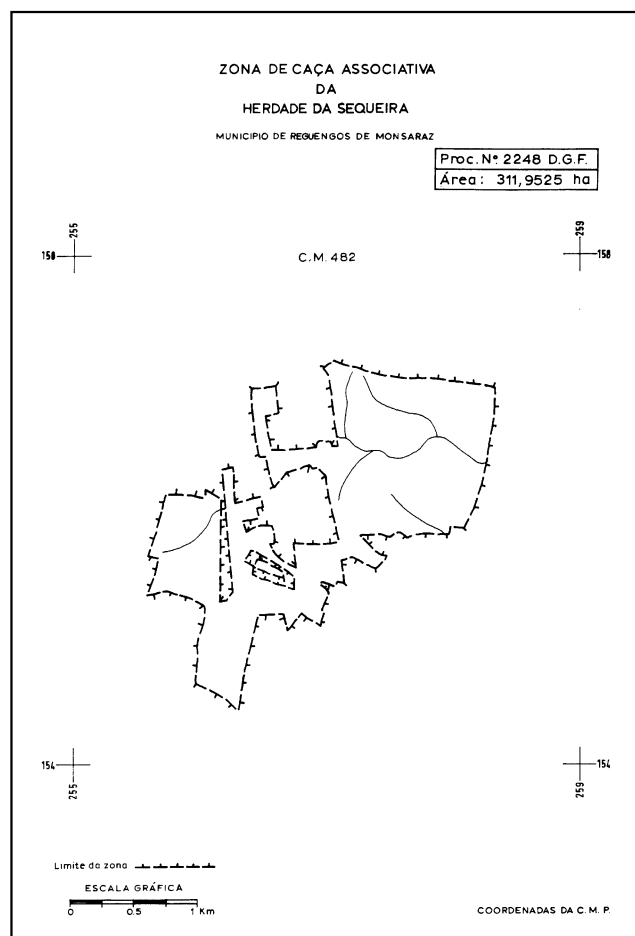 ZONA DE CAÇA ASSOCIATIVA
DA
HERDADE DA SEQUEIRA
MUNICIPIO DE REGUENGOS DE MONSARAZ
Proc. Nº 2248 D.G.F.
Área: 311,9525 ha
255
259
158
158
C.M. 482
154
154
255
259
Limite da zona
ESCALA GRÁFICA
0 0.5 1 Km
COORDENADAS DA C. M. P.